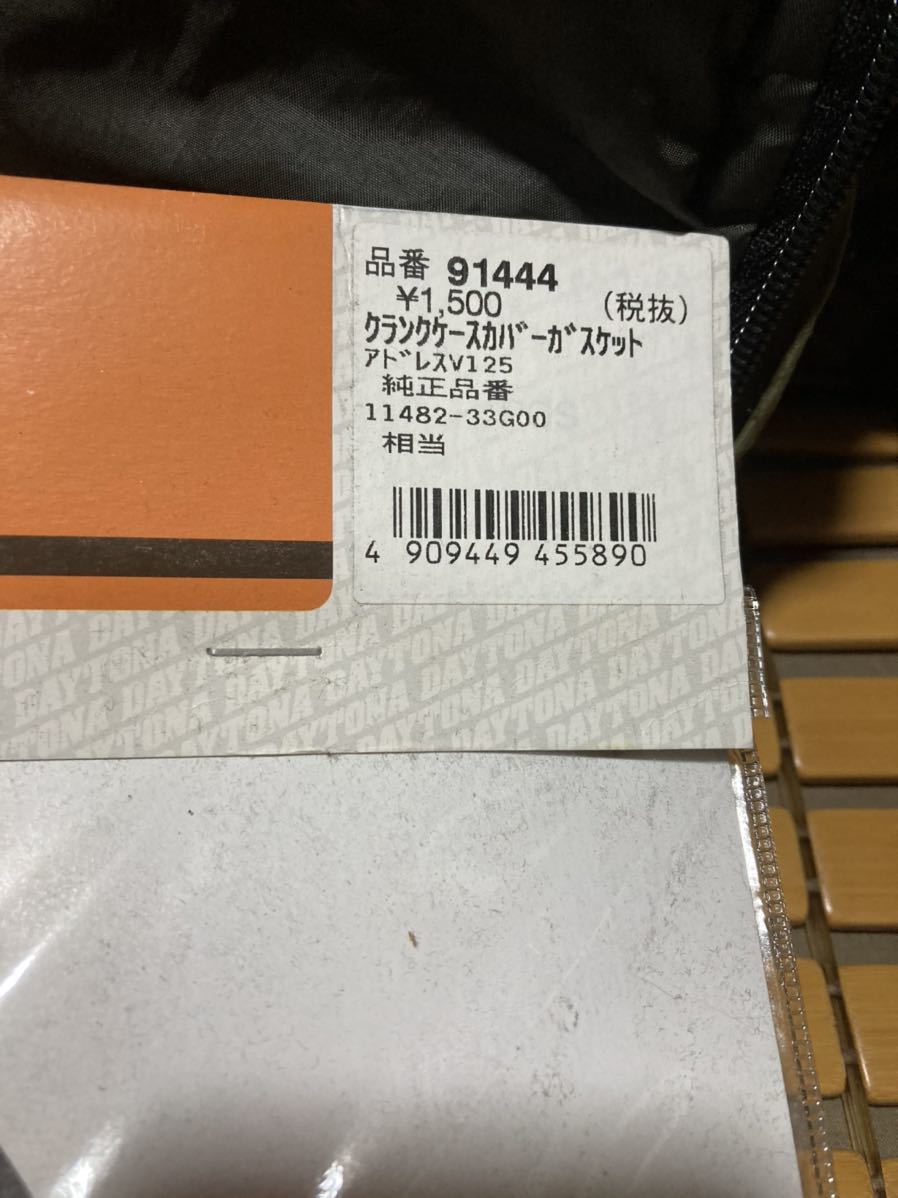 品番 91444
¥1,500 (税抜)
クランクケースカバーガスケット
アドレスV125
純正品番
11482-33G00
相当
4 909449 455890
DAYTONA DAYTONA DAYTONA DAYTONA